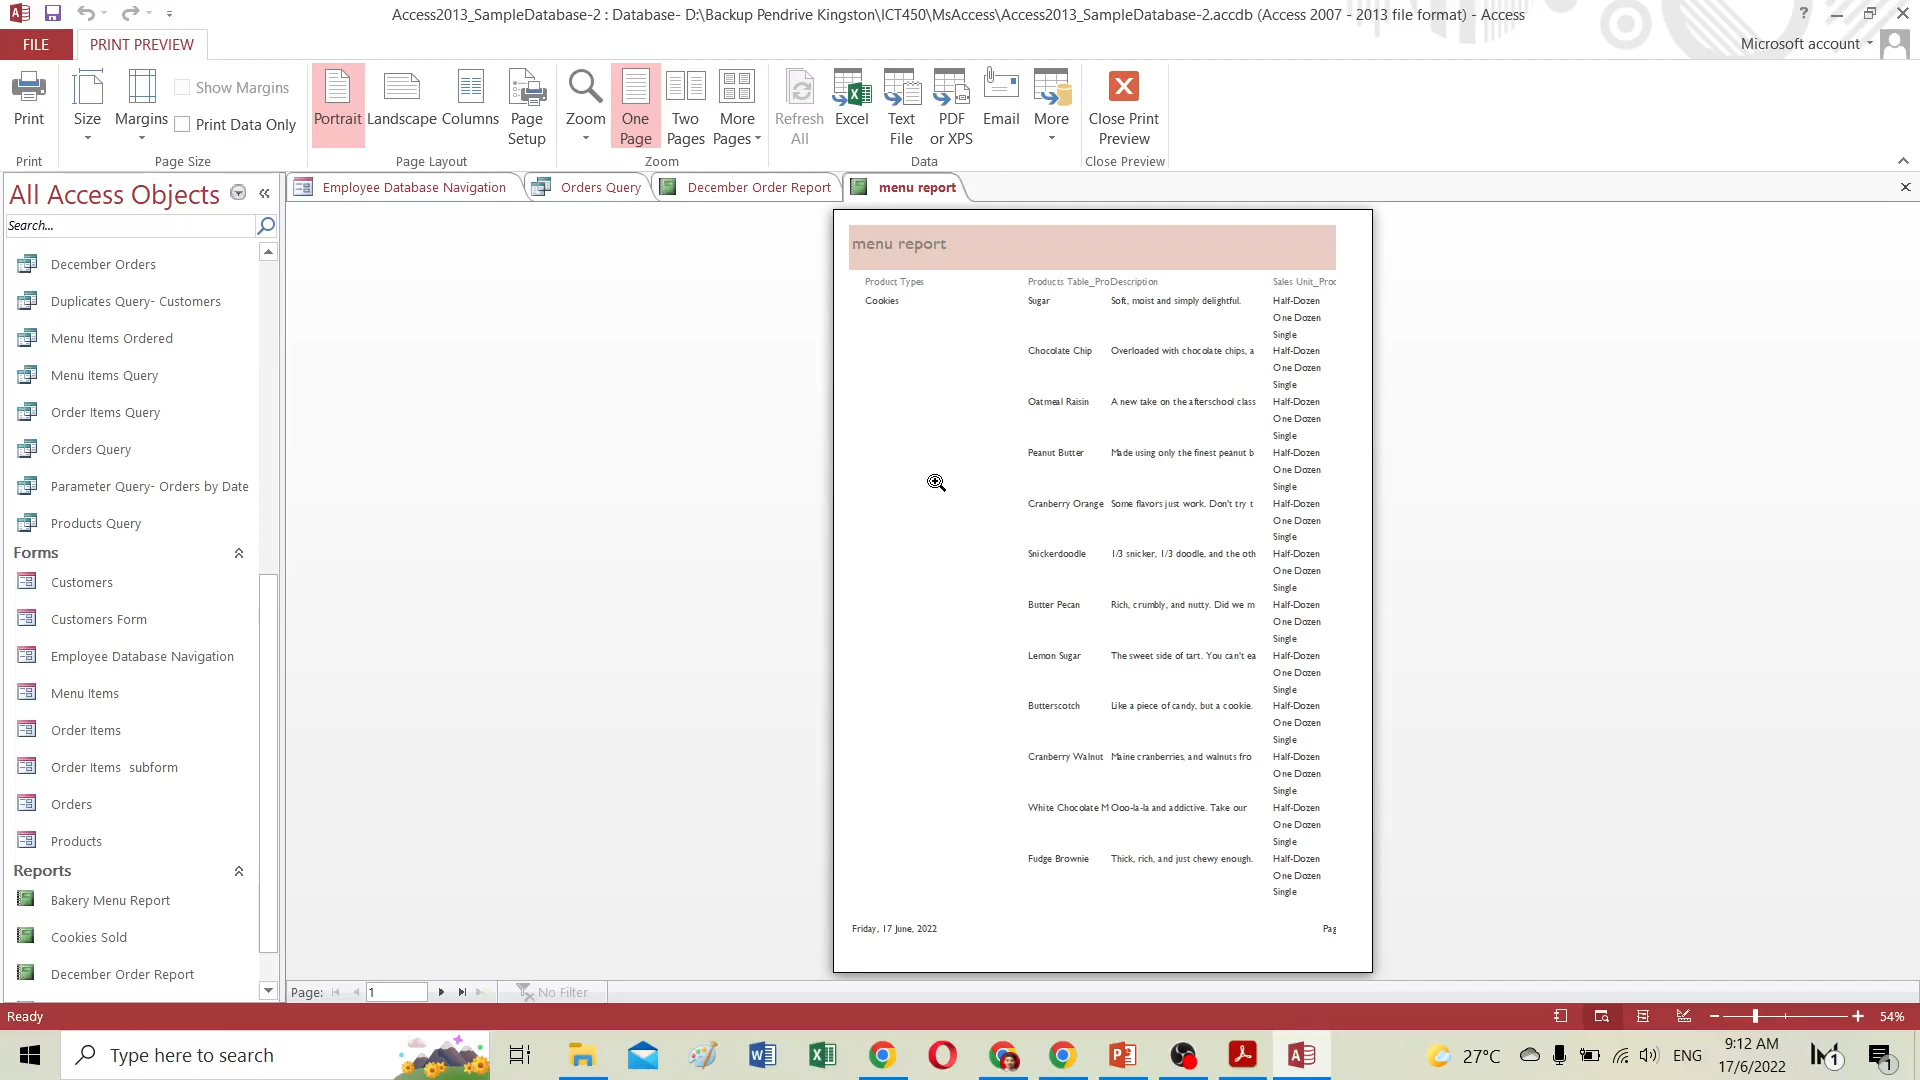 Access2013_SampleDatabase-2 : Database- D:\Backup Pendrive Kingston\ICT450\MsAccess\Access2013_SampleDatabase-2.accdb (Access 2007 - 2013 file format) - Access
FILE
PRINT PREVIEW
Microsoft account
Print
Size
Margins
Show Margins
Print Data Only
Portrait
Landscape
Columns
Page Setup
Zoom
One Page
Two Pages
More Pages
Refresh All
Excel
Text File
PDF or XPS
Email
More
Close Print Preview
Print
Page Size
Page Layout
Zoom
Data
Close Preview
All Access Objects
Search...
December Orders
Duplicates Query- Customers
Menu Items Ordered
Menu Items Query
Order Items Query
Orders Query
Parameter Query- Orders by Date
Products Query
Forms
Customers
Customers Form
Employee Database Navigation
Menu Items
Order Items
Order Items subform
Orders
Products
Reports
Bakery Menu Report
Cookies Sold
December Order Report
Employee Database Navigation
Orders Query
December Order Report
menu report
menu report
Product Types
Products Table_Pro
Description
Sales Unit_Proc
Cookies
Sugar
Soft, moist and simply delightful.
Half-Dozen
One Dozen
Single
Chocolate Chip
Overloaded with chocolate chips, a
Half-Dozen
One Dozen
Single
Oatmeal Raisin
A new take on the afterschool class
Half-Dozen
One Dozen
Single
Peanut Butter
Made using only the finest peanut b
Half-Dozen
One Dozen
Single
Cranberry Orange
Some flavors just work. Don't try t
Half-Dozen
One Dozen
Single
Snickerdoodle
1/3 snicker, 1/3 doodle, and the oth
Half-Dozen
One Dozen
Single
Butter Pecan
Rich, crumbly, and nutty. Did we m
Half-Dozen
One Dozen
Single
Lemon Sugar
The sweet side of tart. You can't ea
Half-Dozen
One Dozen
Single
Butterscotch
Like a piece of candy, but a cookie.
Half-Dozen
One Dozen
Single
Cranberry Walnut
Maine cranberries, and walnuts fro
Half-Dozen
One Dozen
Single
White Chocolate M
Ooo-la-la and addictive. Take our
Half-Dozen
One Dozen
Single
Fudge Brownie
Thick, rich, and just chewy enough.
Half-Dozen
One Dozen
Single
Friday, 17 June, 2022
Pag
Page:
1
No Filter
Ready
54%
Type here to search
27°C
ENG
9:12 AM
17/6/2022
1
1